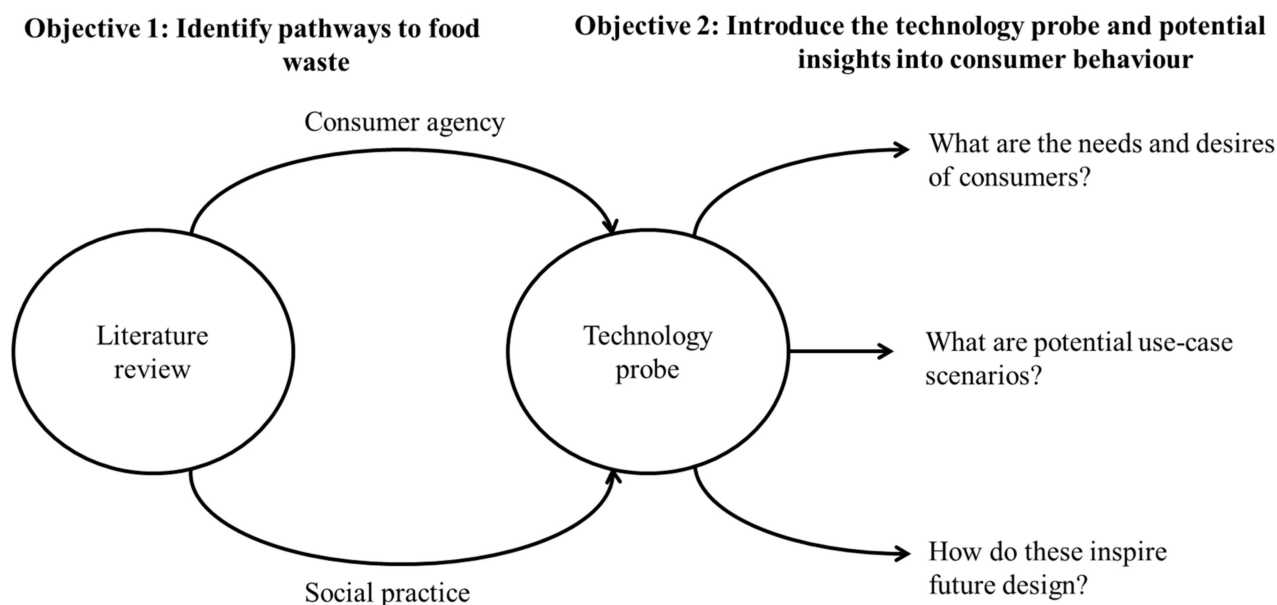 Objective 1: Identify pathways to food
waste
Objective 2: Introduce the technology probe and potential
insights into consumer behaviour
Consumer agency
What are the needs and desires
of consumers?
Literature
review
Technology
probe
What are potential use-case
scenarios?
How do these inspire
future design?
Social practice